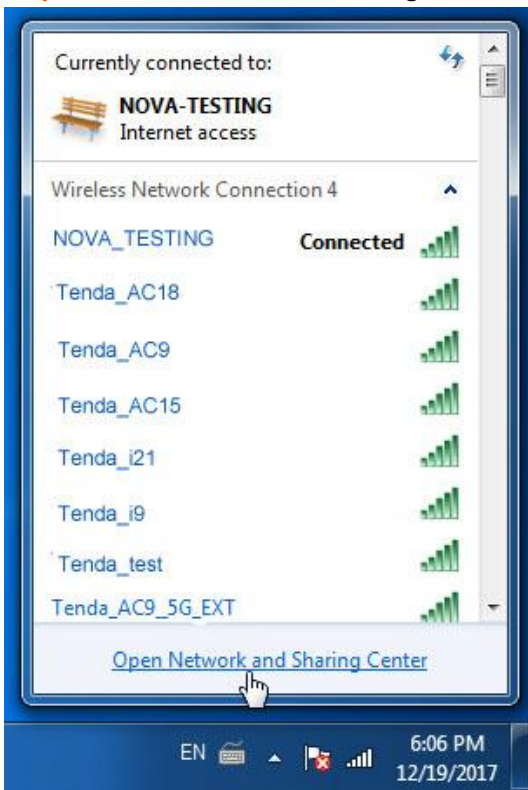 Currently connected to:
NOVA-TESTING
Internet access
Wireless Network Connection 4
NOVA_TESTING Connected
Tenda_AC18
Tenda_AC9
Tenda_AC15
Tenda_i21
Tenda_i9
Tenda_test
Tenda_AC9_5G_EXT
Open Network and Sharing Center
EN 6:06 PM
12/19/2017